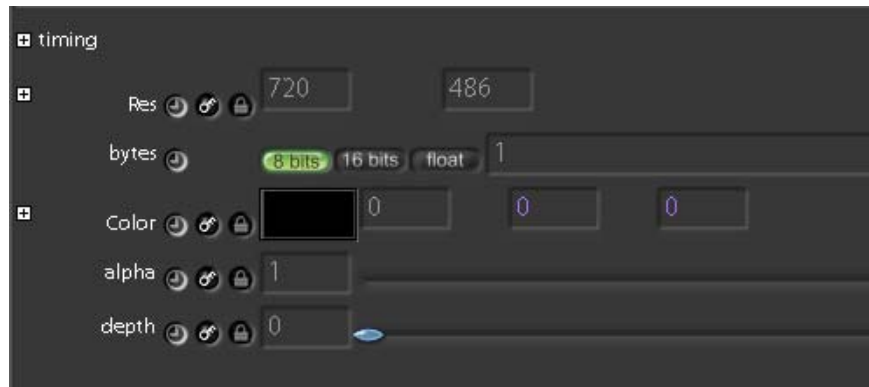 timing
Res 720 486
bytes 8 bits 16 bits float 1
Color 0 0 0
alpha 1
depth 0